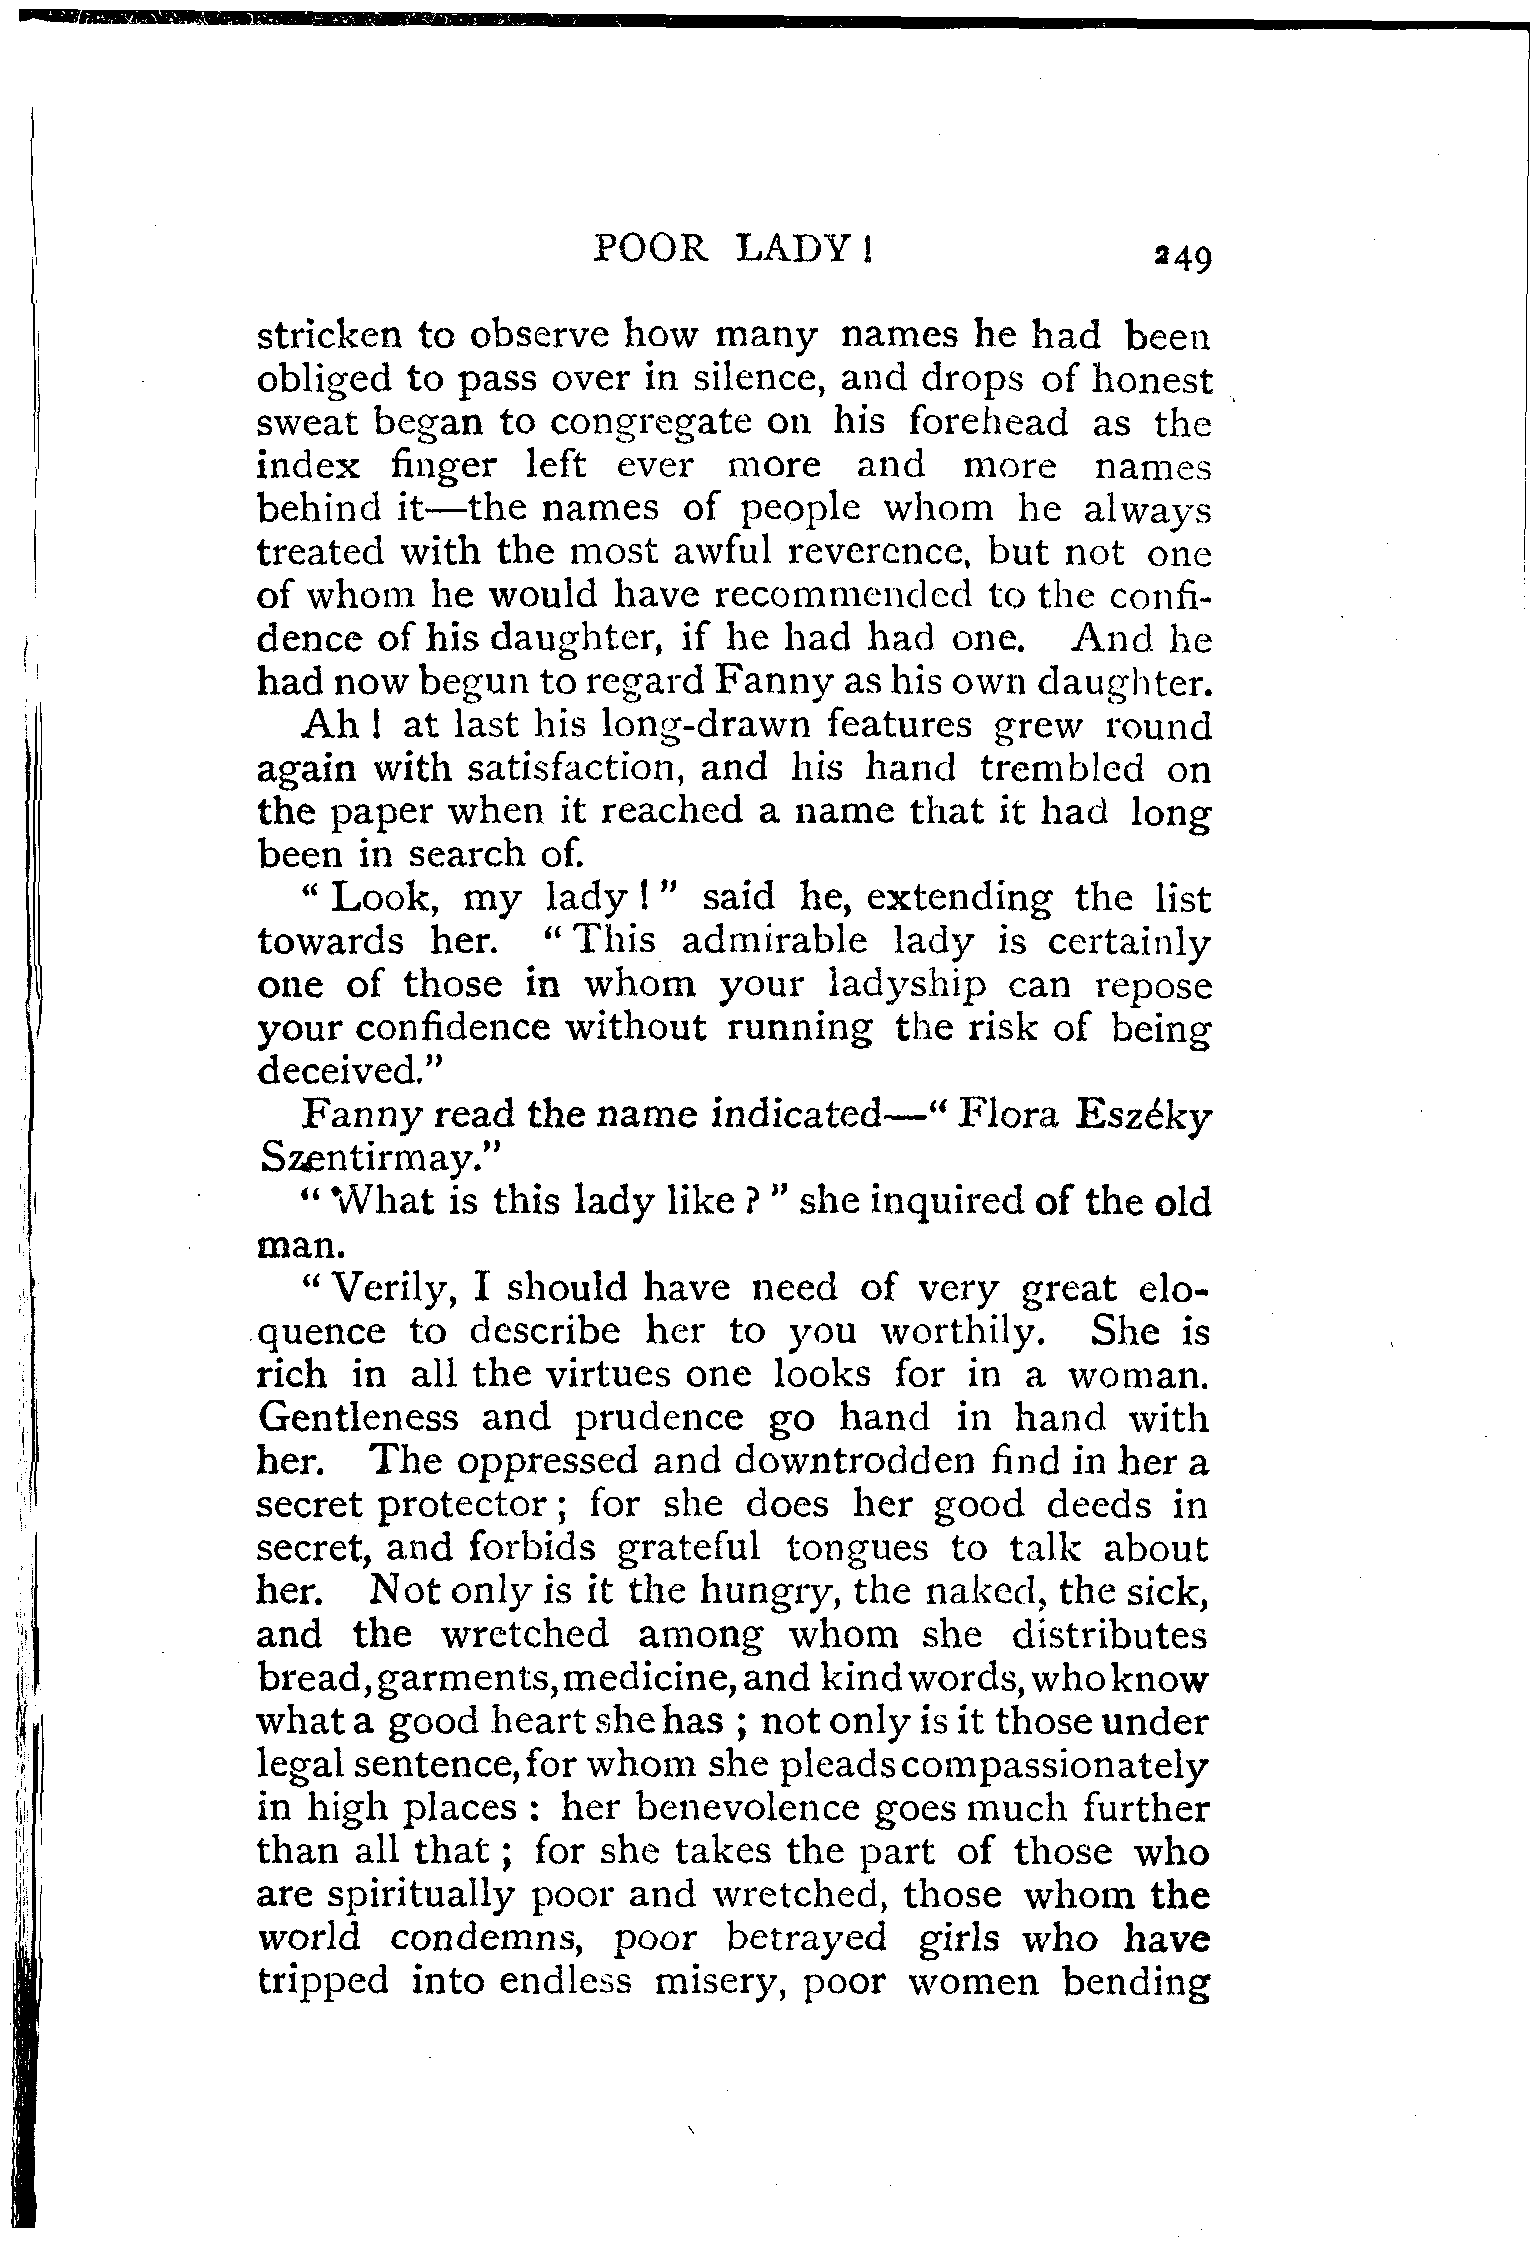 POOR LADY! 249
stricken to observe how many names he had been
obliged to pass over in silence, and drops of honest
sweat began to congregate on his forehead as the
index finger left ever more and more names
behind it—the names of people whom he always
treated with the most awful reverence, but not one
of whom he would have recommended to the confi-
dence of his daughter, if he had had one. And he
had now begun to regard Fanny as his own daughter.
Ah! at last his long-drawn features grew round
again with satisfaction, and his hand trembled on
the paper when it reached a name that it had long
been in search of.
"Look, my lady!" said he, extending the list
towards her. "This admirable lady is certainly
one of those in whom your ladyship can repose
your confidence without running the risk of being
deceived."
Fanny read the name indicated—"Flora Eszéky
Szentirmay."
"What is this lady like?" she inquired of the old
man.
"Verily, I should have need of very great elo-
quence to describe her to you worthily. She is
rich in all the virtues one looks for in a woman.
Gentleness and prudence go hand in hand with
her. The oppressed and downtrodden find in her a
secret protector; for she does her good deeds in
secret, and forbids grateful tongues to talk about
her. Not only is it the hungry, the naked, the sick,
and the wretched among whom she distributes
bread, garments, medicine, and kind words, who know
what a good heart she has; not only is it those under
legal sentence, for whom she pleads compassionately
in high places: her benevolence goes much further
than all that; for she takes the part of those who
are spiritually poor and wretched, those whom the
world condemns, poor betrayed girls who have
tripped into endless misery, poor women bending